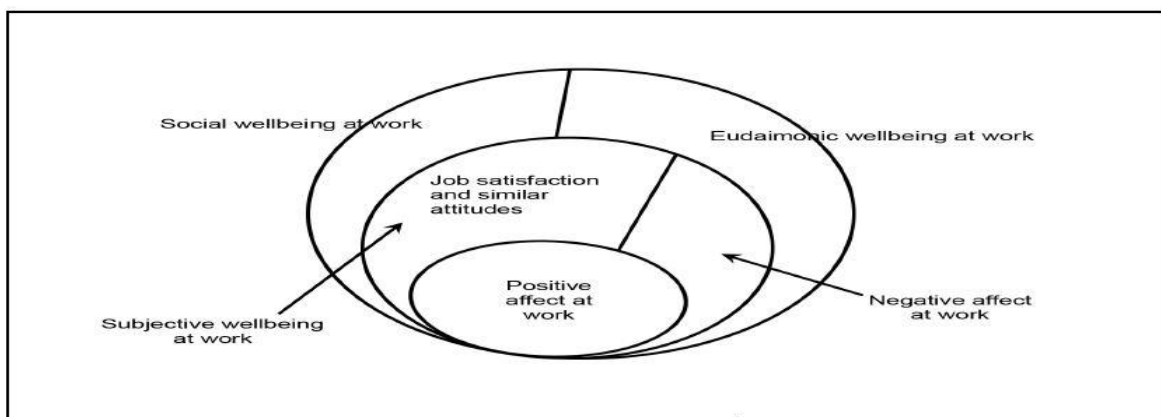 Social wellbeing at work
Eudaimonic wellbeing at work
Job satisfaction
and similar
attitudes
Positive
affect at
work
Subjective wellbeing
at work
Negative affect
at work